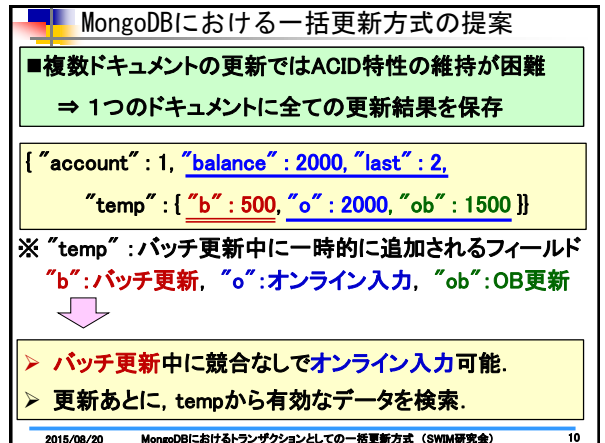 MongoDBにおける一括更新方式の提案
■複数ドキュメントの更新ではACID特性の維持が困難
⇒ 1つのドキュメントに全ての更新結果を保存
{ "account" : 1, "balance" : 2000, "last" : 2,
"temp" : { "b" : 500, "o" : 2000, "ob" : 1500 }}
※ "temp" :バッチ更新中に一時的に追加されるフィールド
"b":バッチ更新, "o":オンライン入力, "ob":OB更新
➢ バッチ更新中に競合なしでオンライン入力可能.
➢ 更新あとに, tempから有効なデータを検索.
2015/08/20 MongoDBにおけるトランザクションとしての一括更新方式 (SWIM研究会) 10